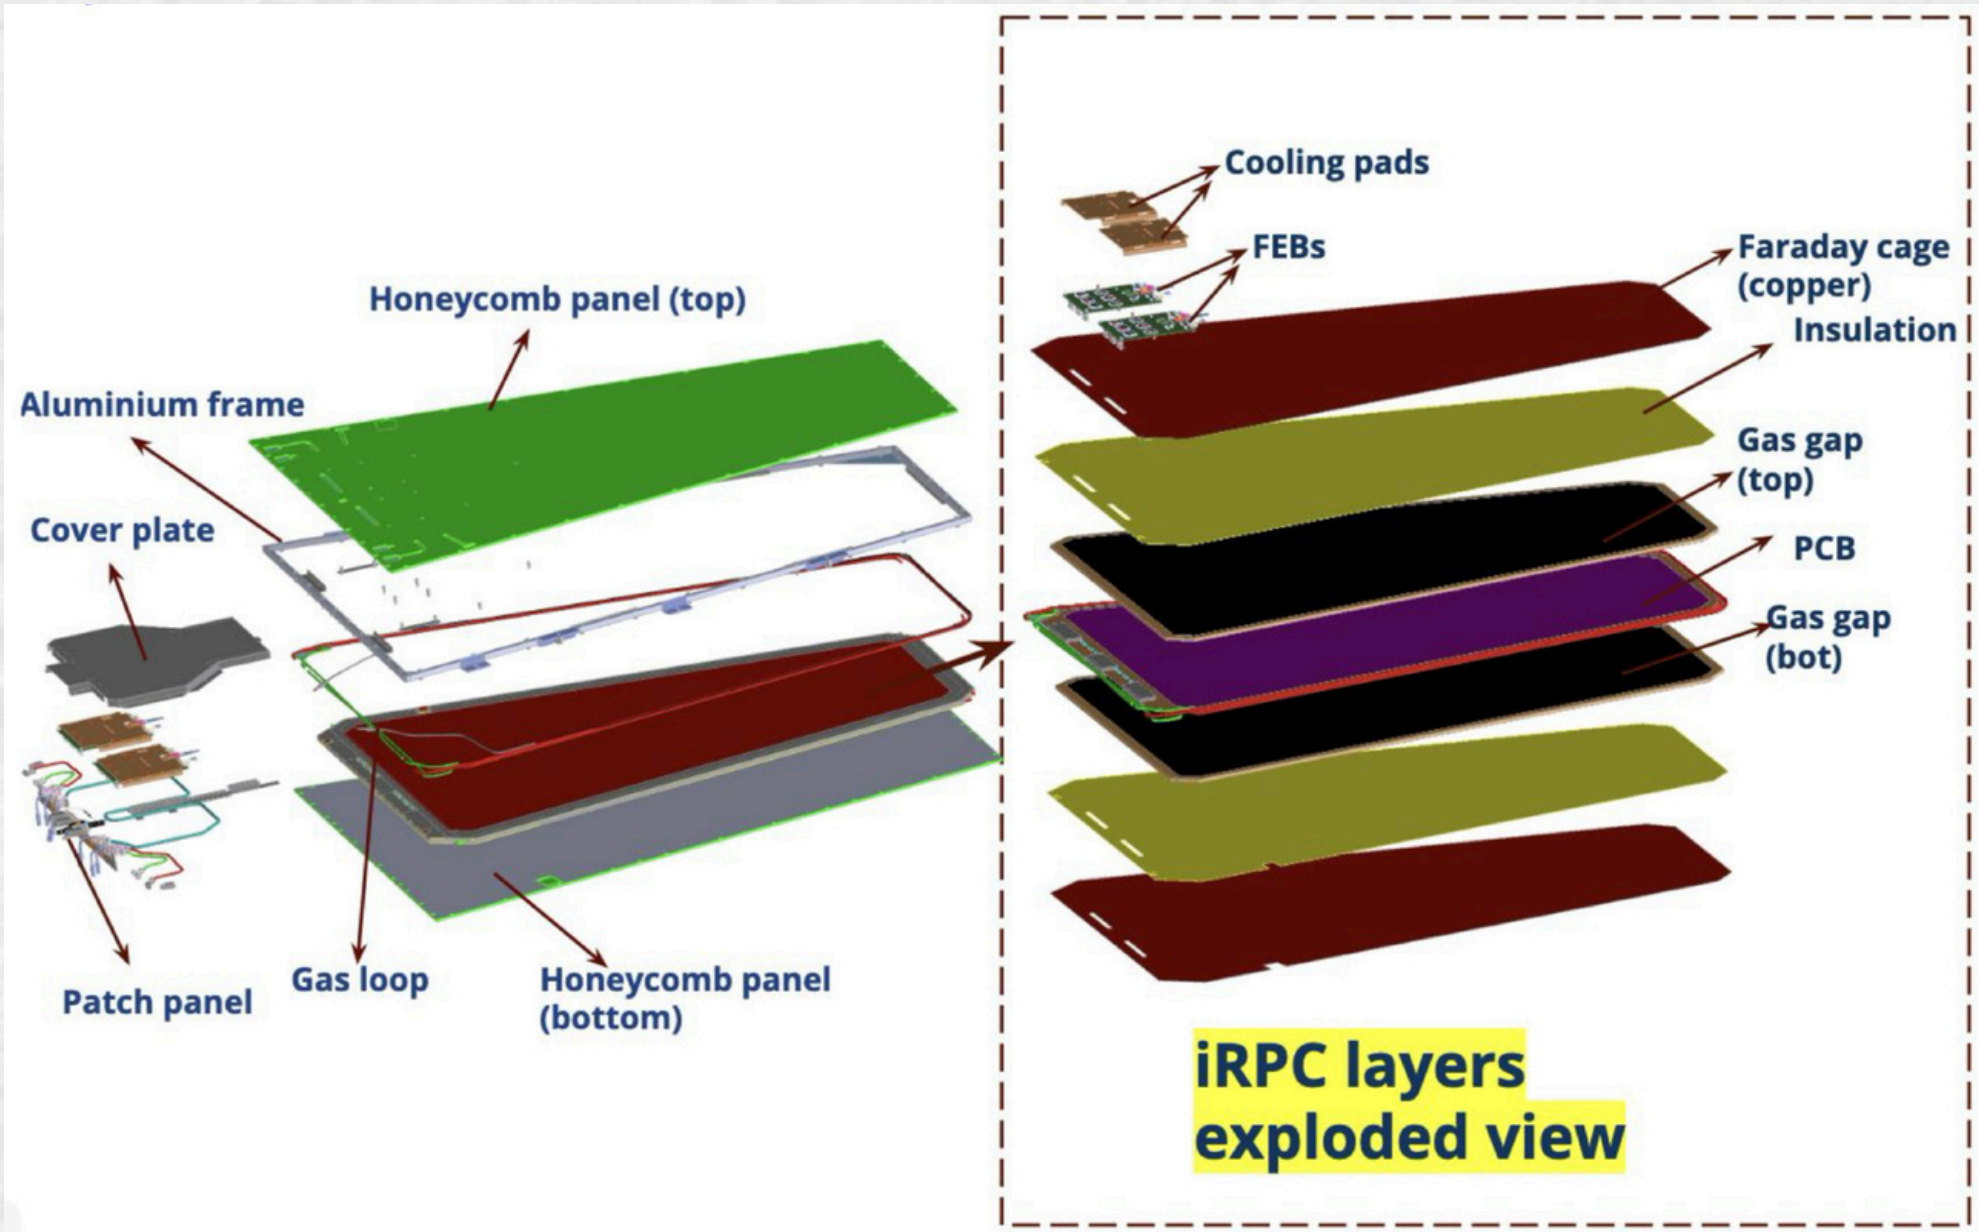 Honeycomb panel (top)
Aluminium frame
Cover plate
Patch panel
Gas loop
Honeycomb panel
(bottom)
Cooling pads
FEBs
Faraday cage
(copper)
Insulation
Gas gap
(top)
PCB
Gas gap
(bot)
iRPC layers
exploded view